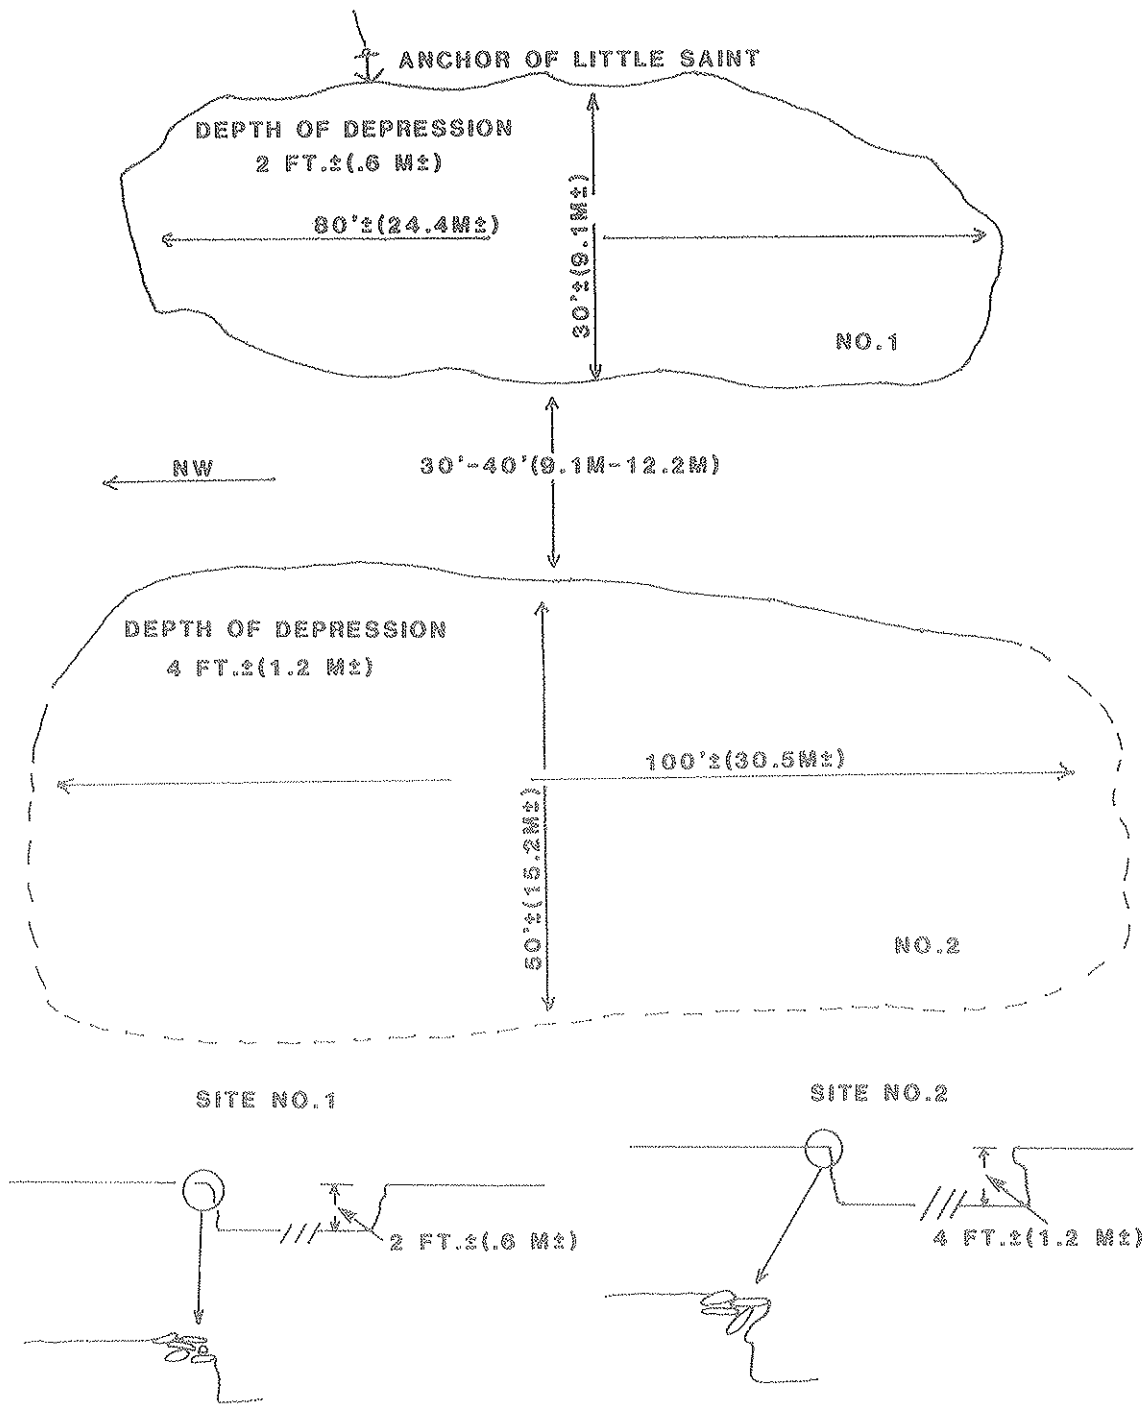 ANCHOR OF LITTLE SAINT
DEPTH OF DEPRESSION
2 FT.±(.6 M±)
80'±(24.4M±)
30'±(9.1M±)
NO.1
NW
30'-40'(9.1M-12.2M)
DEPTH OF DEPRESSION
4 FT.±(1.2 M±)
100'±(30.5M±)
50'±(15.2M±)
NO.2
SITE NO.1
SITE NO.2
2 FT.±(.6 M±)
4 FT.±(1.2 M±)